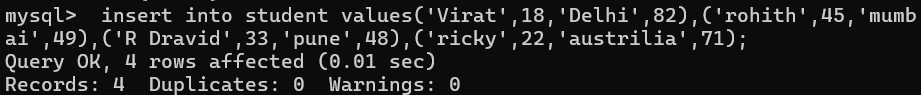 mysql>  insert into student values('Virat',18,'Delhi',82),('rohith',45,'mumb
ai',49),('R Dravid',33,'pune',48),('ricky',22,'austrilia',71);
Query OK, 4 rows affected (0.01 sec)
Records: 4  Duplicates: 0  Warnings: 0